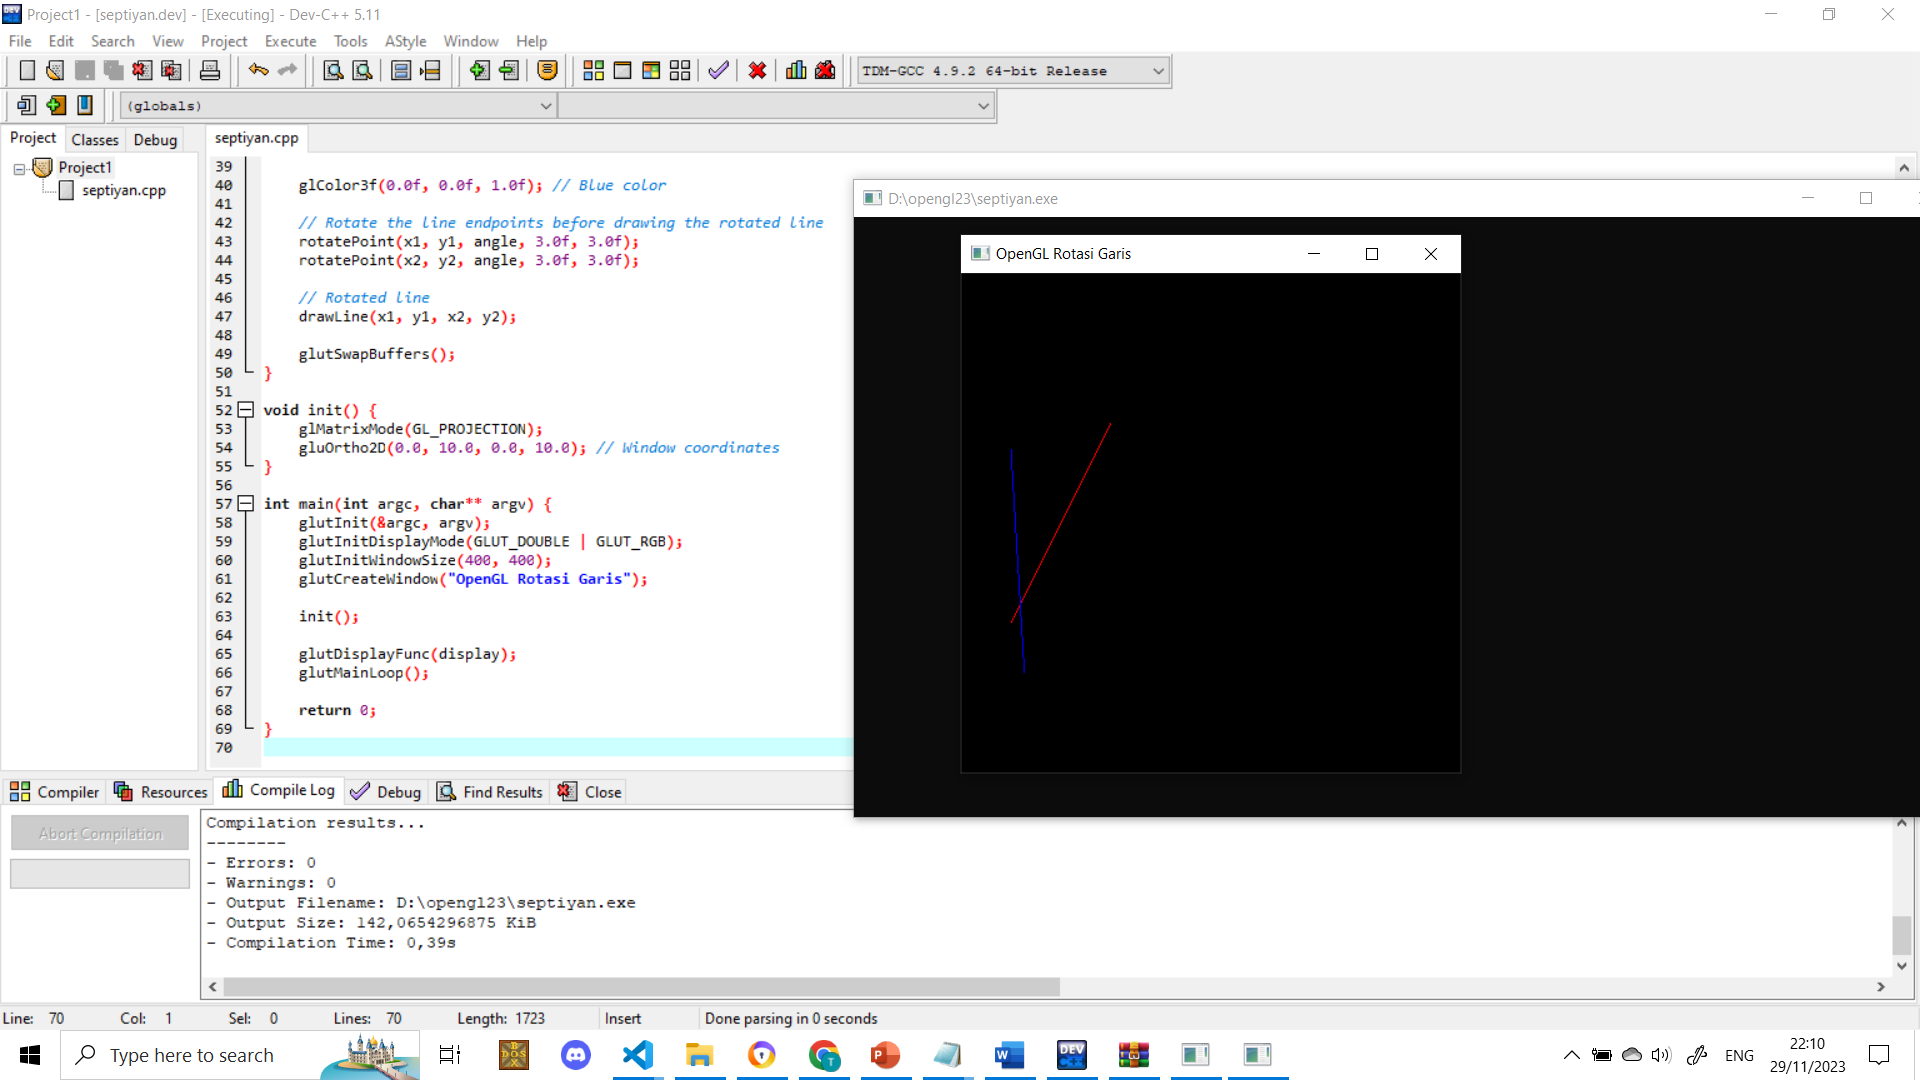 Project1 - [septiyan.dev] - [Executing] - Dev-C++ 5.11
File Edit Search View Project Execute Tools AStyle Window Help
TDM-GCC 4.9.2 64-bit Release
(globals)
Project Classes Debug
septiyan.cpp
Project1
septiyan.cpp
39
40 glColor3f(0.0f, 0.0f, 1.0f); // Blue color
41
42 // Rotate the line endpoints before drawing the rotated line
43 rotatePoint(x1, y1, angle, 3.0f, 3.0f);
44 rotatePoint(x2, y2, angle, 3.0f, 3.0f);
45
46 // Rotated line
47 drawLine(x1, y1, x2, y2);
48
49 glutSwapBuffers();
50 }
51
52 void init() {
53 glMatrixMode(GL_PROJECTION);
54 gluOrtho2D(0.0, 10.0, 0.0, 10.0); // Window coordinates
55 }
56
57 int main(int argc, char** argv) {
58 glutInit(&argc, argv);
59 glutInitDisplayMode(GLUT_DOUBLE | GLUT_RGB);
60 glutInitWindowSize(400, 400);
61 glutCreateWindow("OpenGL Rotasi Garis");
62
63 init();
64
65 glutDisplayFunc(display);
66 glutMainLoop();
67
68 return 0;
69 }
70
D:\opengl23\septiyan.exe
OpenGL Rotasi Garis
Compiler Resources Compile Log Debug Find Results Close
Abort Compilation
Compilation results...
--------
- Errors: 0
- Warnings: 0
- Output Filename: D:\opengl23\septiyan.exe
- Output Size: 142,0654296875 KiB
- Compilation Time: 0,39s
Line: 70 Col: 1 Sel: 0 Lines: 70 Length: 1723 Insert Done parsing in 0 seconds
Type here to search
ENG
22:10
29/11/2023